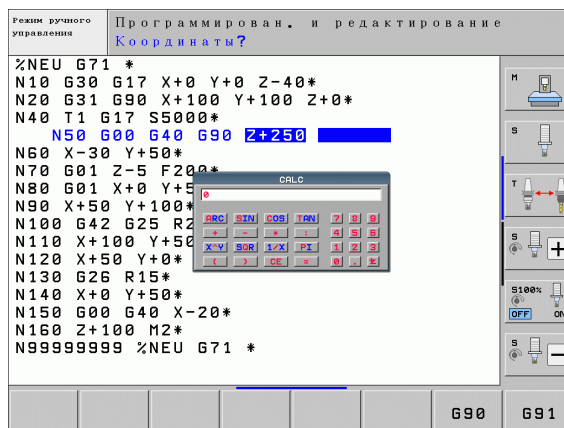 Режим ручного
управления
Программирован. и редактирование
Координаты?
%NEU G71 *
N10 G30 G17 X+0 Y+0 Z-40*
N20 G31 G90 X+100 Y+100 Z+0*
N40 T1 G17 S5000*
N50 G00 G40 G90 Z+250
N60 X-30 Y+50*
N70 G01 Z-5 F200*
N80 G01 X+0 Y+5
N90 X+50 Y+100*
N100 G42 G25 R2
N110 X+100 Y+50
N120 X+50 Y+0*
N130 G26 R15*
N140 X+0 Y+50*
N150 G00 G40 X-20*
N160 Z+100 M2*
N99999999 %NEU G71 *
CALC
0
ARC SIN COS TAN 7 8 9
+ - * : 4 5 6
X^Y SQR 1/X PI 1 2 3
( ) CE = 0 . ±
M
S
T
S
+
S100%
OFF ON
S
-
G90 G91